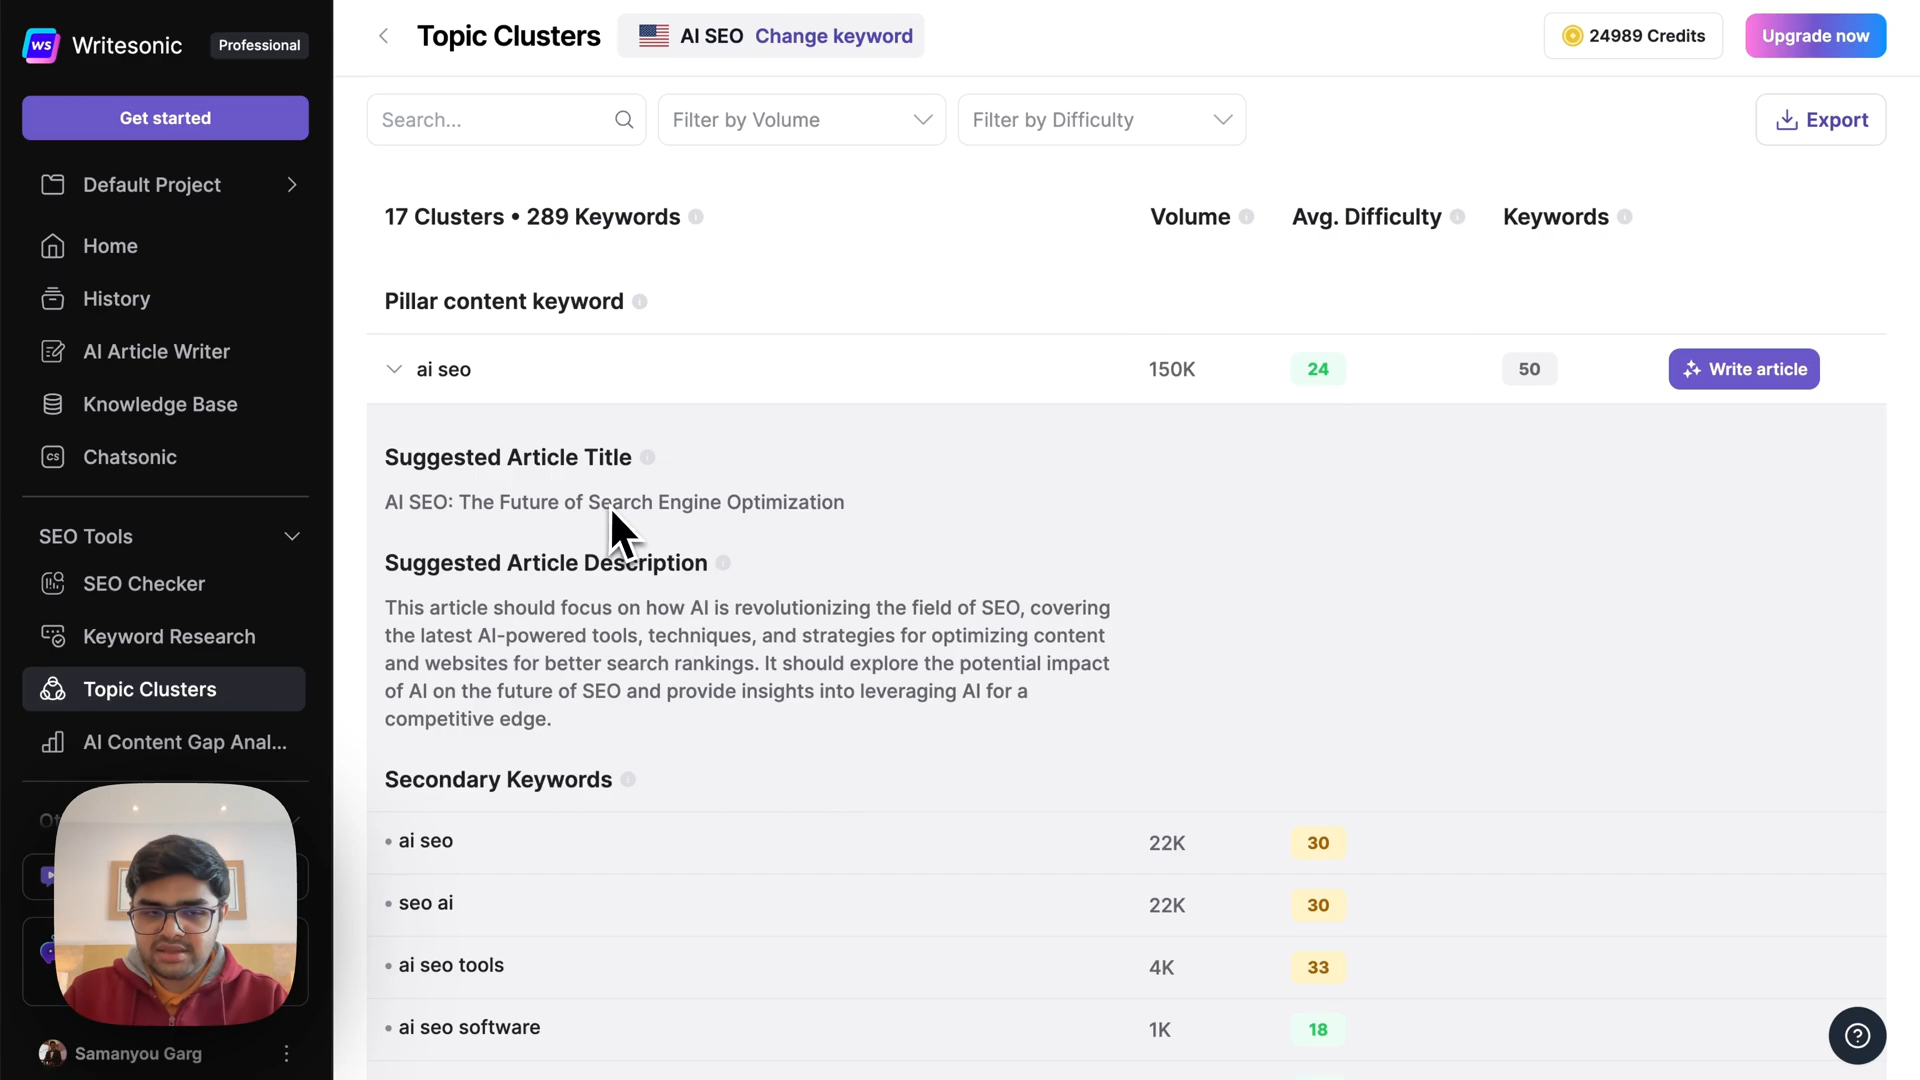 WS Writesonic Professional
Get started
Default Project
Home
History
AI Article Writer
Knowledge Base
CS Chatsonic
SEO Tools
SEO Checker
Keyword Research
Topic Clusters
AI Content Gap Anal...
Samanyou Garg
Topic Clusters AI SEO Change keyword 24989 Credits Upgrade now
Search... Filter by Volume Filter by Difficulty Export
17 Clusters • 289 Keywords Volume Avg. Difficulty Keywords
Pillar content keyword
ai seo 150K 24 50 Write article
Suggested Article Title
AI SEO: The Future of Search Engine Optimization
Suggested Article Description
This article should focus on how AI is revolutionizing the field of SEO, covering
the latest AI-powered tools, techniques, and strategies for optimizing content
and websites for better search rankings. It should explore the potential impact
of AI on the future of SEO and provide insights into leveraging AI for a
competitive edge.
Secondary Keywords
• ai seo 22K 30
• seo ai 22K 30
• ai seo tools 4K 33
• ai seo software 1K 18